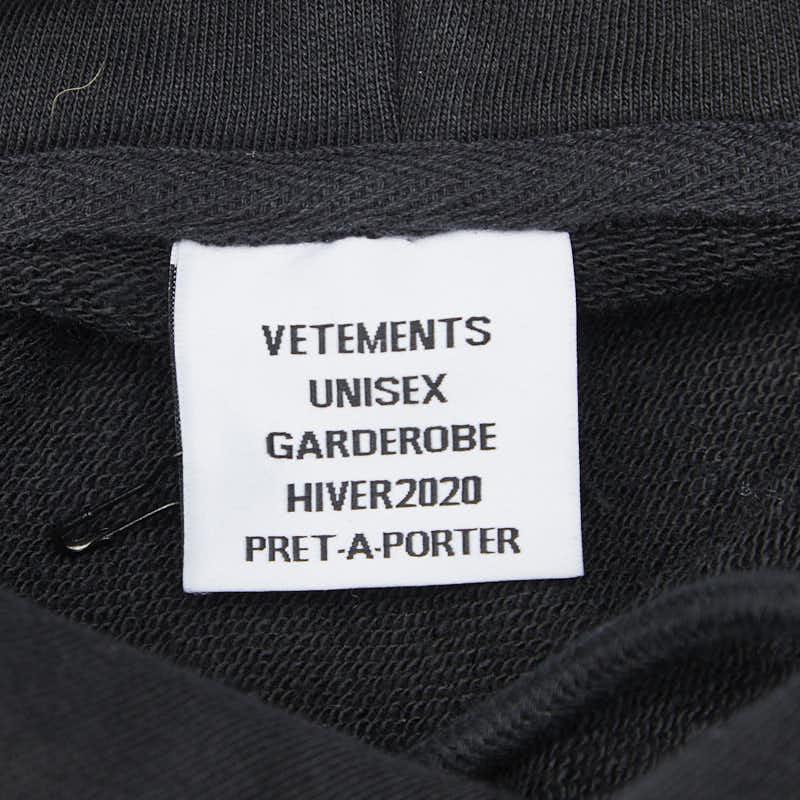 VETEMENTS
UNISEX
GARDEROBE
HIVER2020
PRET-A-PORTER